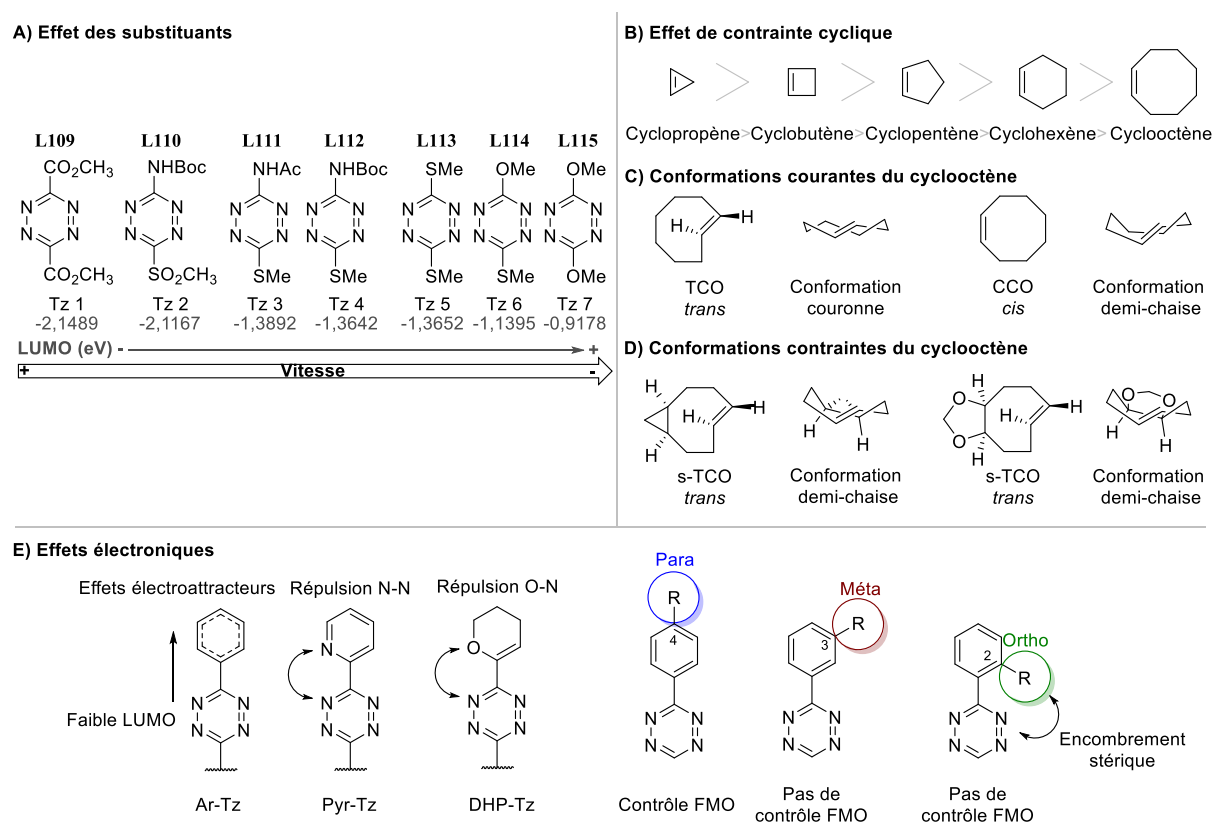 A) Effet des substituants
L109 L110 L111 L112 L113 L114 L115
CO2CH3 NHBoc NHAc NHBoc SMe OMe OMe
N N N N N N N N N N N N N N
N N N N N N N N N N N N N N
CO2CH3 SO2CH3 SMe SMe SMe SMe OMe
Tz 1 Tz 2 Tz 3 Tz 4 Tz 5 Tz 6 Tz 7
-2,1489 -2,1167 -1,3892 -1,3642 -1,3652 -1,1395 -0,9178
LUMO (eV) - +
+ Vitesse -
B) Effet de contrainte cyclique
Cyclopropène>Cyclobutène>Cyclopentène>Cyclohexène>Cyclooctène
C) Conformations courantes du cyclooctène
H H
TCO Conformation CCO Conformation
trans couronne cis demi-chaise
D) Conformations contraintes du cyclooctène
H H H H H H
O O H H O O H H
H H
s-TCO Conformation s-TCO Conformation
trans demi-chaise trans demi-chaise
E) Effets électroniques
Effets électroattracteurs Répulsion N-N Répulsion O-N
N O
Faible LUMO
N N N N N N
N N N N N N
Ar-Tz Pyr-Tz DHP-Tz
Para
R
4
N N
N N
Contrôle FMO
Méta
R
3
N N
N N
Pas de
contrôle FMO
Ortho
2
R
N N
N N
Encombrement
stérique
Pas de
contrôle FMO